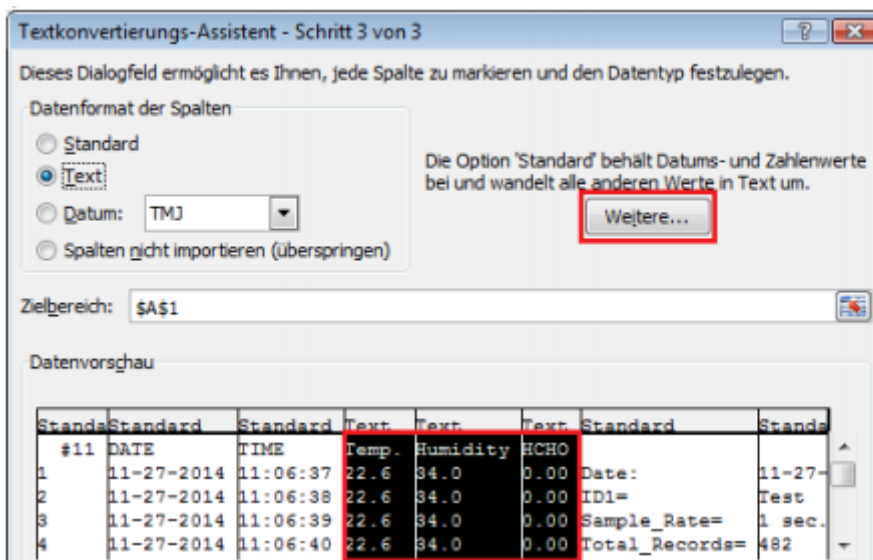 Textkonvertierungs-Assistent - Schritt 3 von 3
Dieses Dialogfeld ermöglicht es Ihnen, jede Spalte zu markieren und den Datentyp festzulegen.
Datenformat der Spalten
Standard
Text
Datum: TMJ
Spalten nicht importieren (überspringen)
Die Option 'Standard' behält Datums- und Zahlenwerte
bei und wandelt alle anderen Werte in Text um.
Weitere...
Zielbereich: $A$1
Datenvorschau
Standa Standard Standard Text Text Text Standard Standa
#11 DATE TIME Temp. Humidity HCHO
1 11-27-2014 11:06:37 22.6 34.0 0.00 Date: 11-27-
2 11-27-2014 11:06:38 22.6 34.0 0.00 ID1= Test
3 11-27-2014 11:06:39 22.6 34.0 0.00 Sample_Rate= 1 sec.
4 11-27-2014 11:06:40 22.6 34.0 0.00 Total_Records= 482